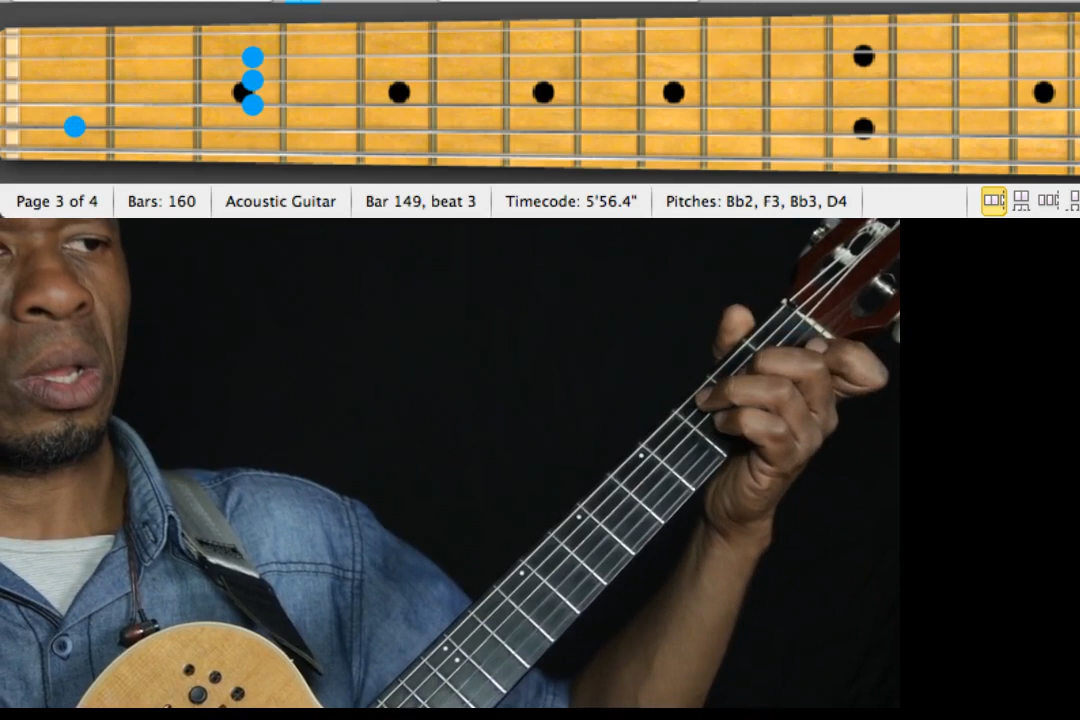 Page 3 of 4 Bars: 160 Acoustic Guitar Bar 149, beat 3 Timecode: 5'56.4" Pitches: Bb2, F3, Bb3, D4